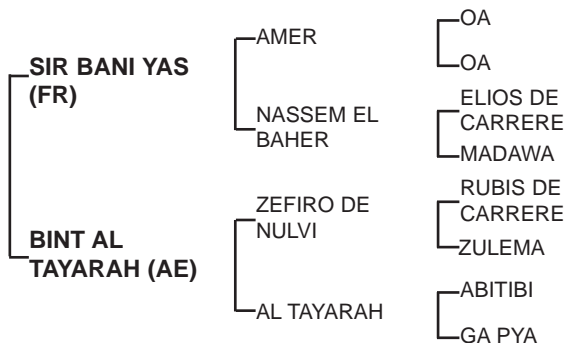 OA
AMER
OA
SIR BANI YAS
(FR)
ELIOS DE
CARRERE
NASSEM EL
BAHER
MADAWA
RUBIS DE
CARRERE
ZEFIRO DE
NULVI
ZULEMA
BINT AL
TAYARAH (AE)
ABITIBI
AL TAYARAH
GA PYA